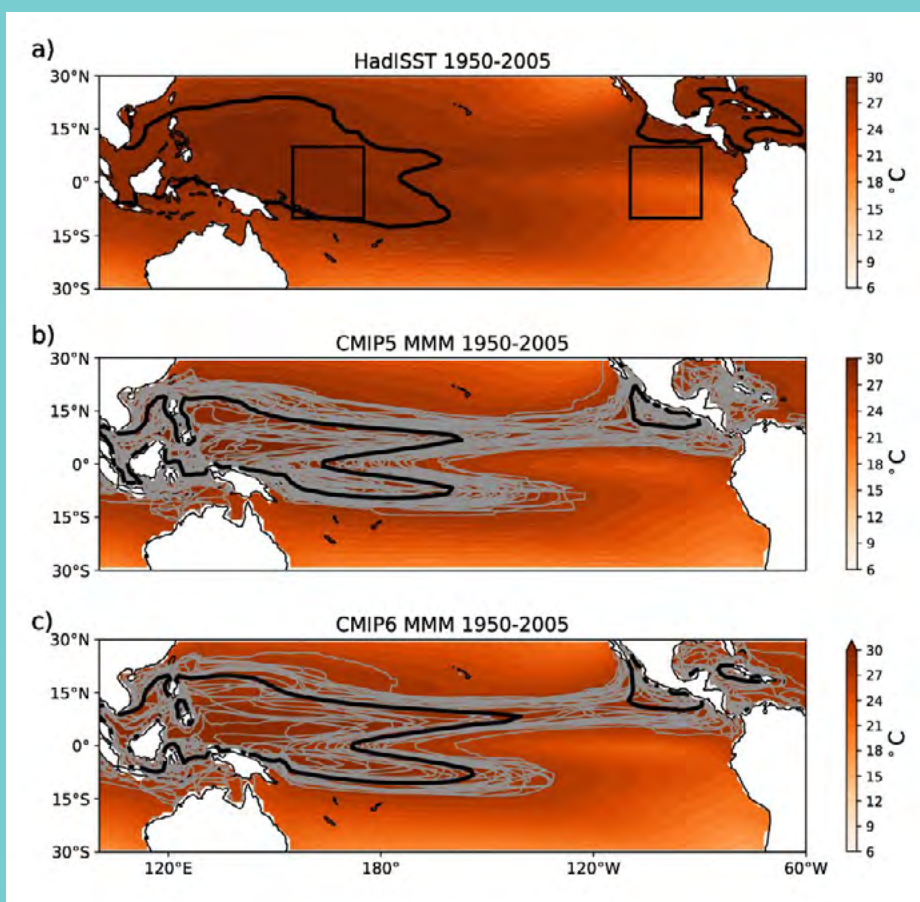 a)
HadISST 1950-2005
30°N
15°N
0°
15°S
30°S
30
27
24
21
18
15
12
9
6
°C
b)
CMIP5 MMM 1950-2005
30°N
15°N
0°
15°S
30°S
30
27
24
21
18
15
12
9
6
°C
c)
CMIP6 MMM 1950-2005
30°N
15°N
0°
15°S
30°S
30
27
24
21
18
15
12
9
6
°C
120°E 180° 120°W 60°W